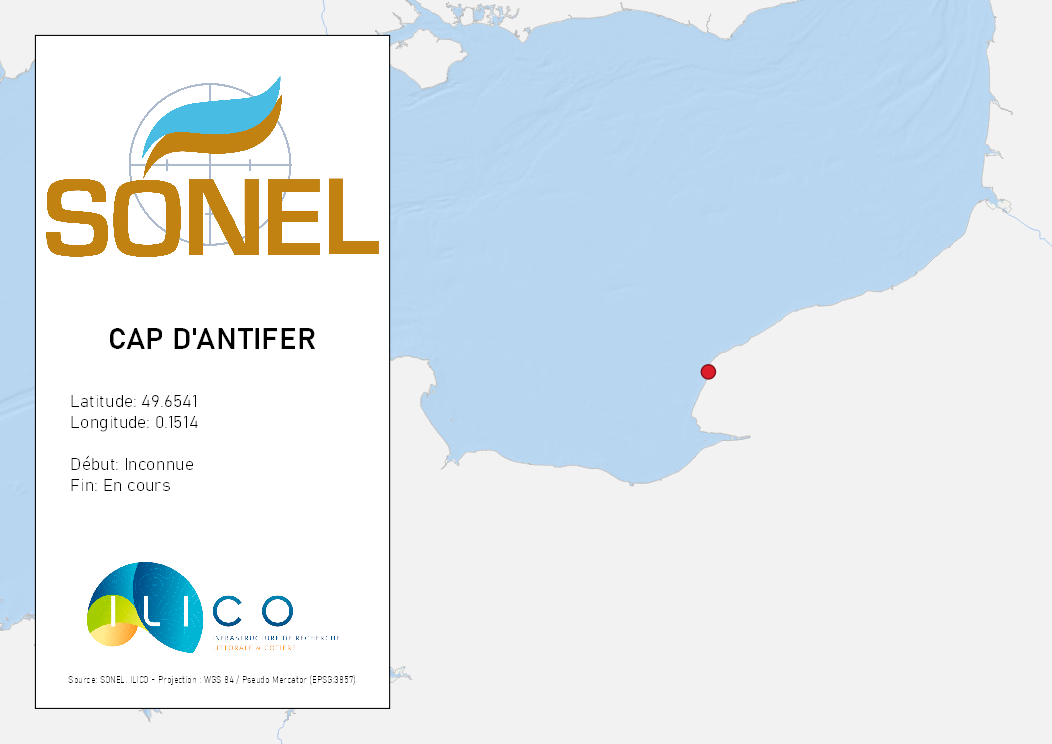 SONEL
CAP D'ANTIFER
Latitude: 49.6541
Longitude: 0.1514
Début: Inconnue
Fin: En cours
ILICO
INFRASTRUCTURE DE RECHERCHE
LITTORALE & CÔTIÈRE
Source: SONEL, ILICO - Projection : WGS 84 / Pseudo Mercator (EPSG:3857)